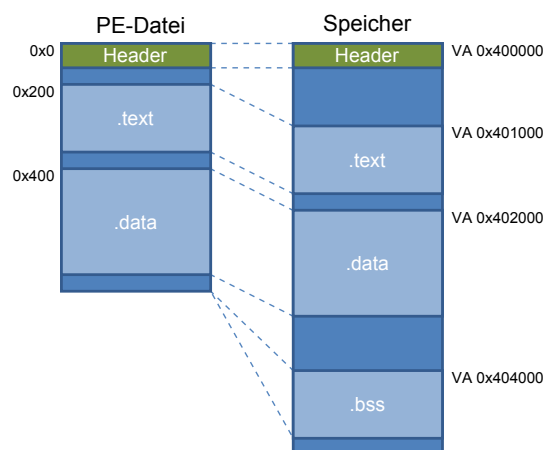 PE-Datei
Speicher
0x0
Header
Header
VA 0x400000
0x200
.text
.text
VA 0x401000
0x400
.data
.data
VA 0x402000
.bss
VA 0x404000